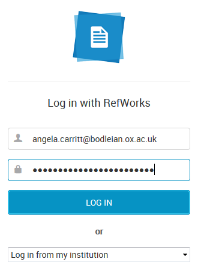 Log in with RefWorks
angela.carritt@bodleian.ox.ac.uk
••••••••••••••••••••••••
LOG IN
or
Log in from my institution